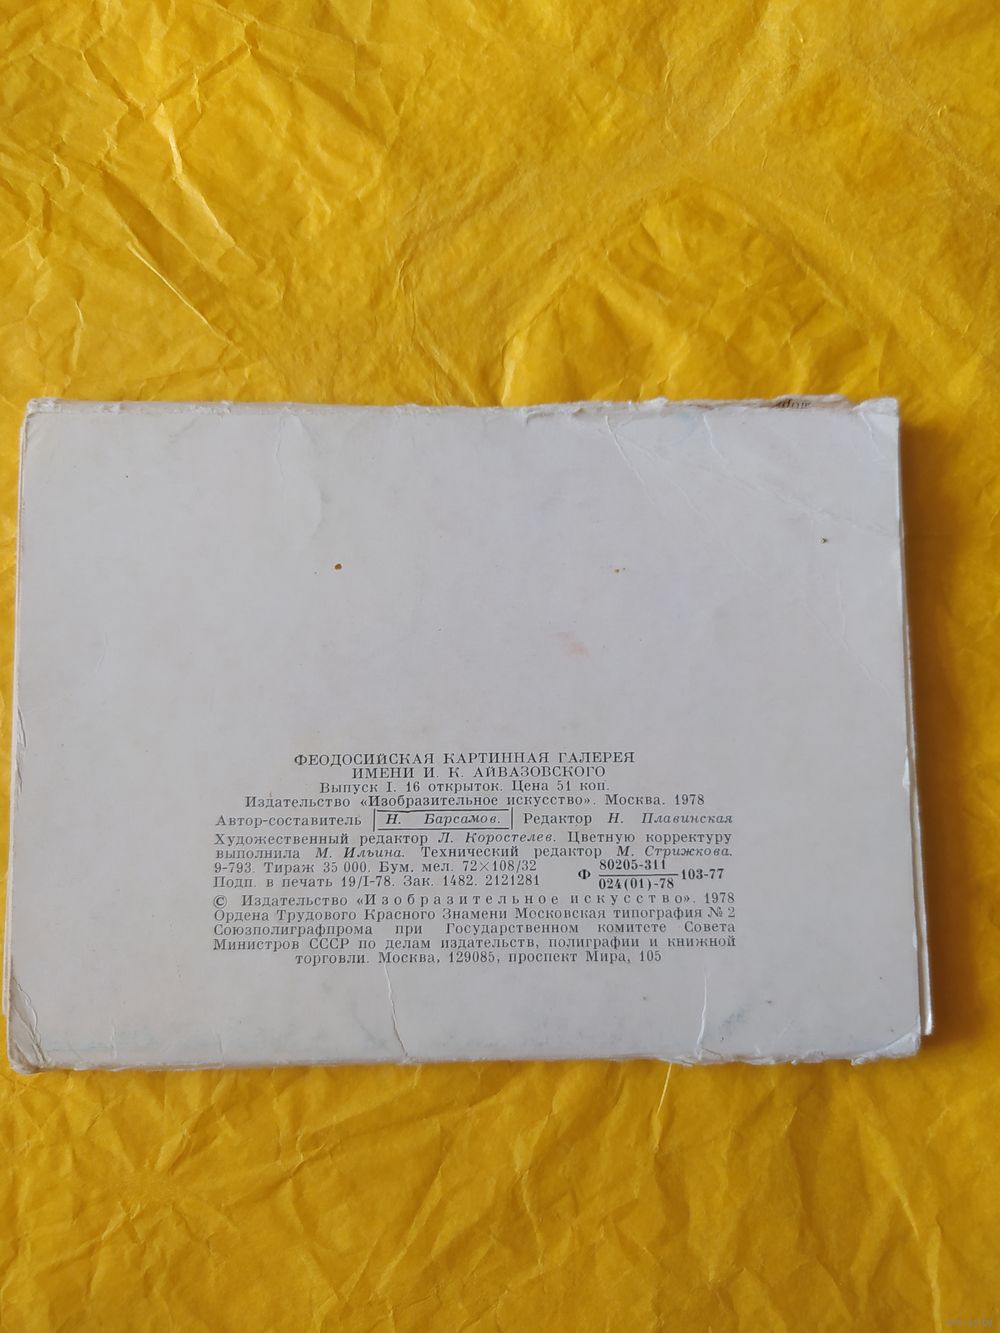 ФЕОДОСИЙСКАЯ КАРТИННАЯ ГАЛЕРЕЯ
ИМЕНИ И. К. АЙВАЗОВСКОГО
Выпуск I. 16 открыток. Цена 51 коп.
Издательство «Изобразительное искусство». Москва. 1978
Автор-составитель Н. Барсамов. Редактор Н. Плавинская
Художественный редактор Л. Коростелев. Цветную корректуру
выполнила М. Ильина. Технический редактор М. Стрижкова.
9-793. Тираж 35 000. Бум. мел. 72×108/32
Подп. в печать 19/I-78. Зак. 1482. 2121281
Ф 80205-311
024(01)-78 103-77
© Издательство «Изобразительное искусство». 1978
Ордена Трудового Красного Знамени Московская типография № 2
Союзполиграфпрома при Государственном комитете Совета
Министров СССР по делам издательств, полиграфии и книжной
торговли. Москва, 129085, проспект Мира, 105